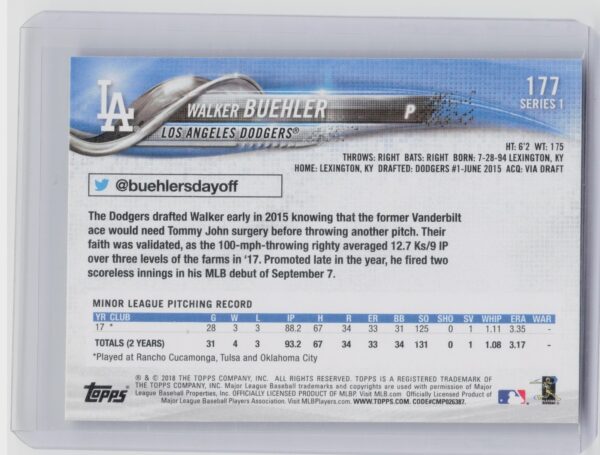 177
SERIES 1
LA
WALKER BUEHLER P
LOS ANGELES DODGERS®
HT: 6'2 WT: 175
THROWS: RIGHT BATS: RIGHT BORN: 7-28-94 LEXINGTON, KY
HOME: LEXINGTON, KY DRAFTED: DODGERS #1-JUNE 2015 ACQ: VIA DRAFT
@buehlersdayoff
The Dodgers drafted Walker early in 2015 knowing that the former Vanderbilt
ace would need Tommy John surgery before throwing another pitch. Their
faith was validated, as the 100-mph-throwing righty averaged 12.7 Ks/9 IP
over three levels of the farms in '17. Promoted late in the year, he fired two
scoreless innings in his MLB debut of September 7.
MINOR LEAGUE PITCHING RECORD
YR CLUB G W L IP H R ER BB SO SHO SV WHIP ERA WAR
17 * 28 3 3 88.2 67 34 33 31 125 0 1 1.11 3.35 -
TOTALS (2 YEARS) 31 4 3 93.2 67 34 33 34 131 0 1 1.08 3.17 -
*Played at Rancho Cucamonga, Tulsa and Oklahoma City
Topps
® & © 2018 THE TOPPS COMPANY, INC. ALL RIGHTS RESERVED. TOPPS IS A REGISTERED TRADEMARK OF
THE TOPPS COMPANY, INC. Major League Baseball trademarks and copyrights are used with permission of Major
League Baseball Properties, Inc. OFFICIALLY LICENSED PRODUCT OF MLBP. Visit MLB.com Officially Licensed Product of
Major League Baseball Players Association. Visit MLBPlayers.com. WWW.TOPPS.COM. CODE#CMP026387.